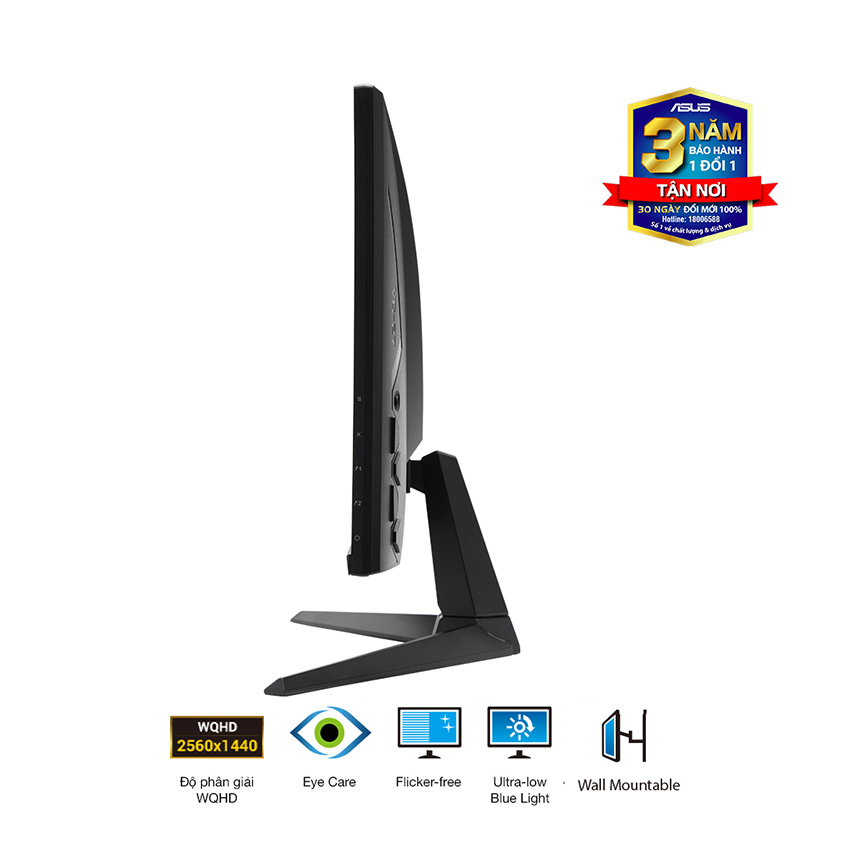 ASUS
3 NĂM
BẢO HÀNH
1 ĐỔI 1
TẬN NƠI
30 NGÀY ĐỔI MỚI 100%
Hotline: 18006588
Số 1 về chất lượng & dịch vụ
WQHD
2560x1440
Độ phân giải
WQHD
Eye Care
Flicker-free
Ultra-low
Blue Light
Wall Mountable